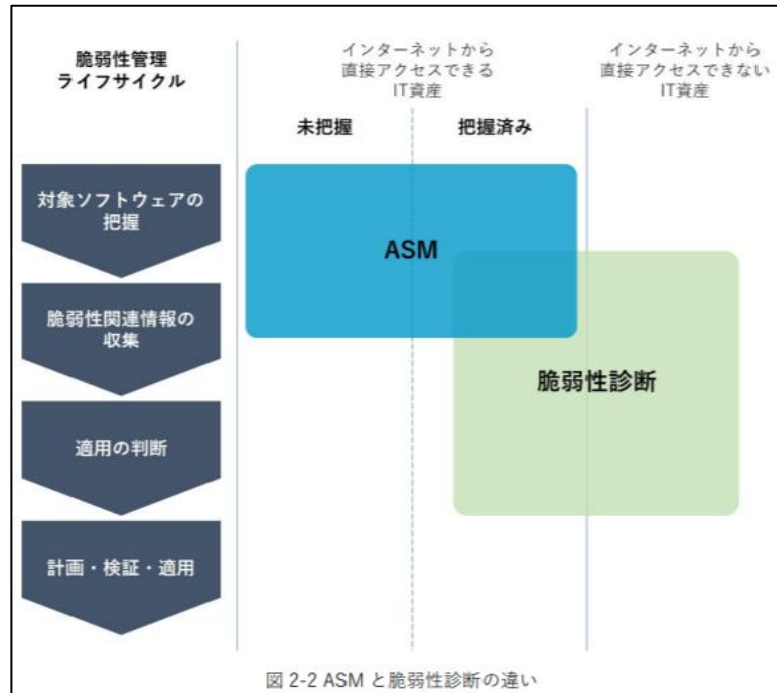 脆弱性管理
ライフサイクル
インターネットから
直接アクセスできる
IT資産
インターネットから
直接アクセスできない
IT資産
未把握
把握済み
対象ソフトウェアの
把握
ASM
脆弱性関連情報の
収集
脆弱性診断
適用の判断
計画・検証・適用
図 2-2 ASM と脆弱性診断の違い